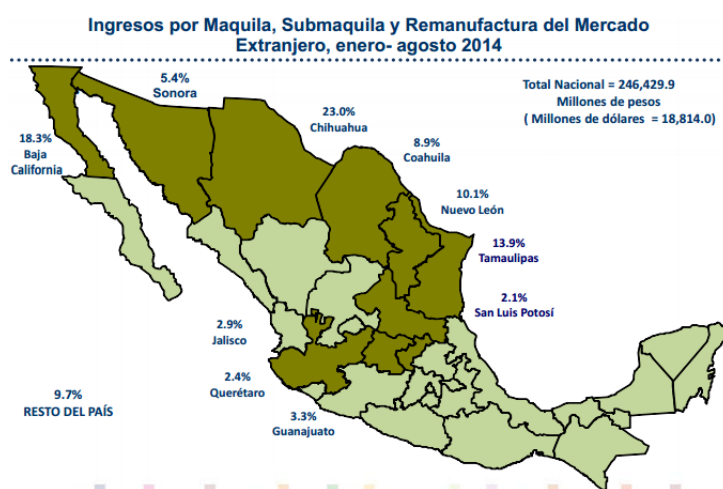 Ingresos por Maquila, Submaquila y Remanufactura del Mercado
Extranjero, enero- agosto 2014
5.4%
Sonora
Total Nacional = 246,429.9
Millones de pesos
( Millones de dólares = 18,814.0)
23.0%
Chihuahua
18.3%
Baja
California
8.9%
Coahuila
10.1%
Nuevo León
13.9%
Tamaulipas
2.1%
San Luis Potosí
2.9%
Jalisco
2.4%
Querétaro
3.3%
Guanajuato
9.7%
RESTO DEL PAÍS